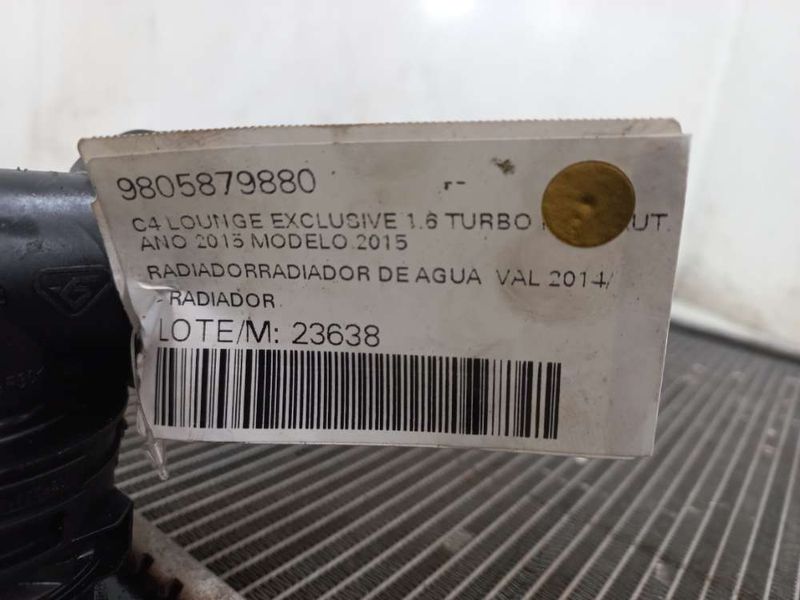 9805879880
C4 LOUNGE EXCLUSIVE 1.6 TURBO UT.
ANO 2015 MODELO 2015
RADIADORRADIADOR DE AGUA VAL 2014/
- RADIADOR
LOTE/M: 23638